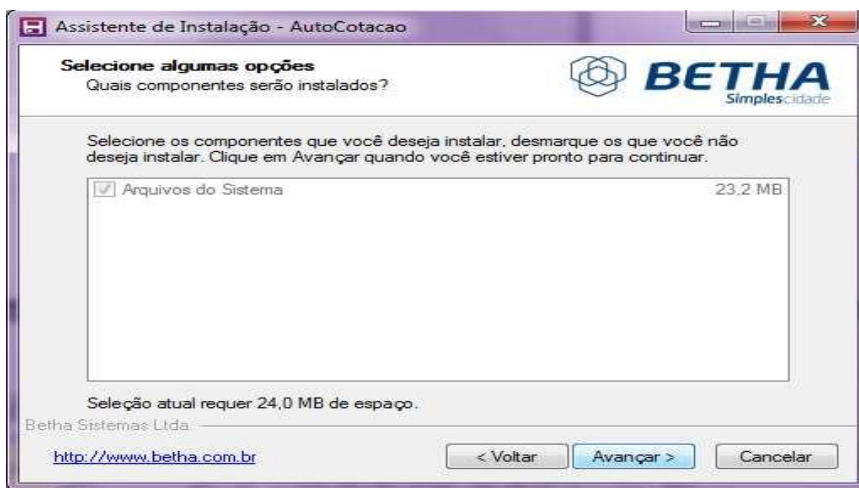 Assistente de Instalação - AutoCotacao
Selecione algumas opções
Quais componentes serão instalados?
BETHA
Simplescidade
Selecione os componentes que você deseja instalar, desmarque os que você não
deseja instalar. Clique em Avançar quando você estiver pronto para continuar.
Arquivos do Sistema 23,2 MB
Seleção atual requer 24,0 MB de espaço.
Betha Sistemas Ltda.
http://www.betha.com.br < Voltar Avançar > Cancelar